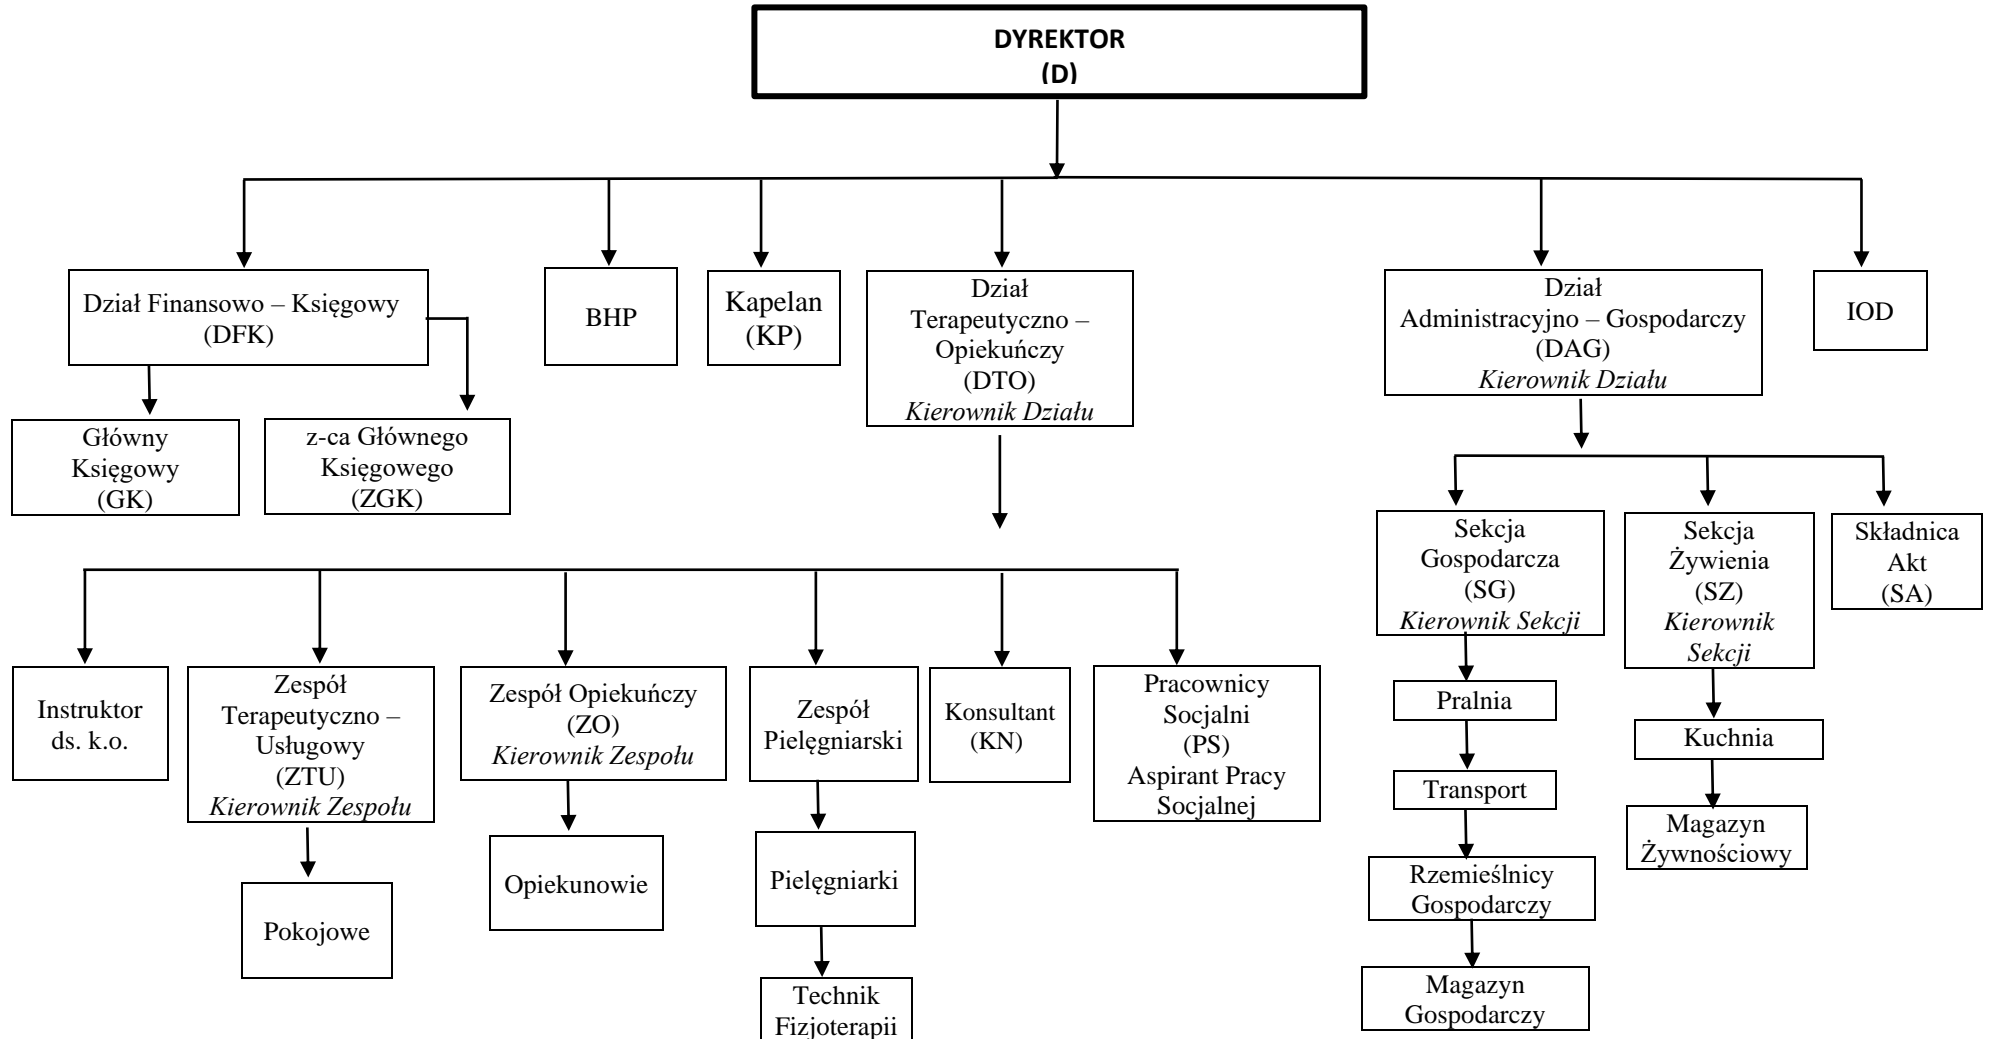 DYREKTOR
(D)
Dział Finansowo – Księgowy
(DFK)
BHP
Kapelan
(KP)
Dział
Terapeutyczno –
Opiekuńczy
(DTO)
Kierownik Działu
Dział
Administracyjno – Gospodarczy
(DAG)
Kierownik Działu
IOD
Główny
Księgowy
(GK)
z-ca Głównego
Księgowego
(ZGK)
Sekcja
Gospodarcza
(SG)
Kierownik Sekcji
Sekcja
Żywienia
(SZ)
Kierownik
Sekcji
Składnica
Akt
(SA)
Instruktor
ds. k.o.
Zespół
Terapeutyczno –
Usługowy
(ZTU)
Kierownik Zespołu
Zespół Opiekuńczy
(ZO)
Kierownik Zespołu
Zespół
Pielęgniarski
Konsultant
(KN)
Pracownicy
Socjalni
(PS)
Aspirant Pracy
Socjalnej
Pralnia
Kuchnia
Transport
Magazyn
Żywnościowy
Pokojowe
Opiekunowie
Pielęgniarki
Rzemieślnicy
Gospodarczy
Technik
Fizjoterapii
Magazyn
Gospodarczy